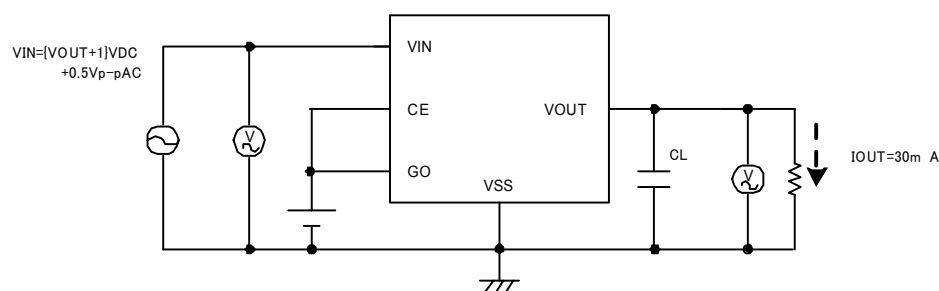 VIN={VOUT+1}VDC
+0.5Vp-pAC
VIN
CE
GO
VSS
VOUT
V
CL
V
IOUT=30m A